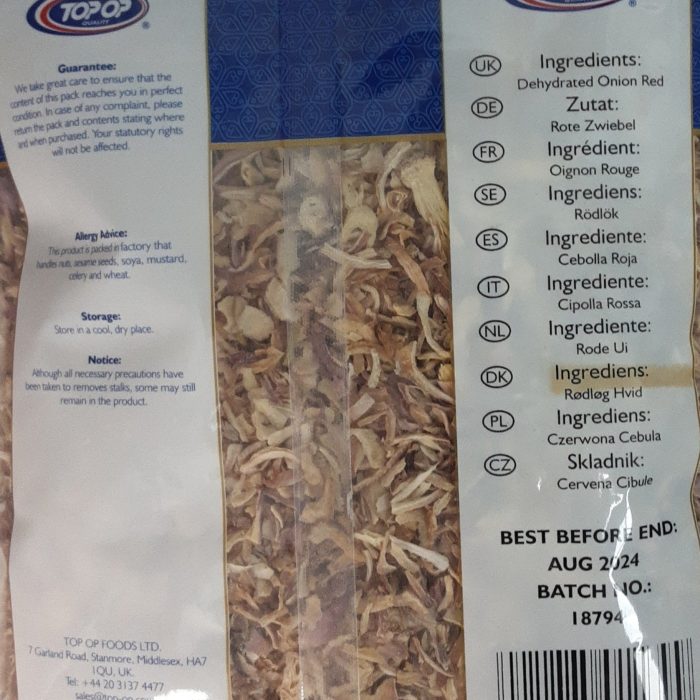 TOPOP
QUALITY
®
Guarantee:
We take great care to ensure that the
content of this pack reaches you in perfect
condition. In case of any complaint, please
return the pack and contents stating where
and when purchased. Your statutory rights
will not be affected.
Allergy Advice:
This product is packed in factory that
handles nuts, sesame seeds, soya, mustard,
celery and wheat.
Storage:
Store in a cool, dry place.
Notice:
Although all necessary precautions have
been taken to removes stalks, some may still
remain in the product.
TOP OP FOODS LTD.
7 Garland Road, Stanmore, Middlesex, HA7
1QU, UK.
Tel: +44 20 3137 4477
®
UK Ingredients:
Dehydrated Onion Red
DE Zutat:
Rote Zwiebel
FR Ingrédient:
Oignon Rouge
SE Ingrediens:
Rödlök
ES Ingrediente:
Cebolla Roja
IT Ingrediente:
Cipolla Rossa
NL Ingrediente:
Rode Ui
DK Ingrediens:
Rødløg Hvid
PL Ingrediens:
Czerwona Cebula
CZ Skladnik:
Cervena Cibule
BEST BEFORE END:
AUG 2024
BATCH NO.:
18794